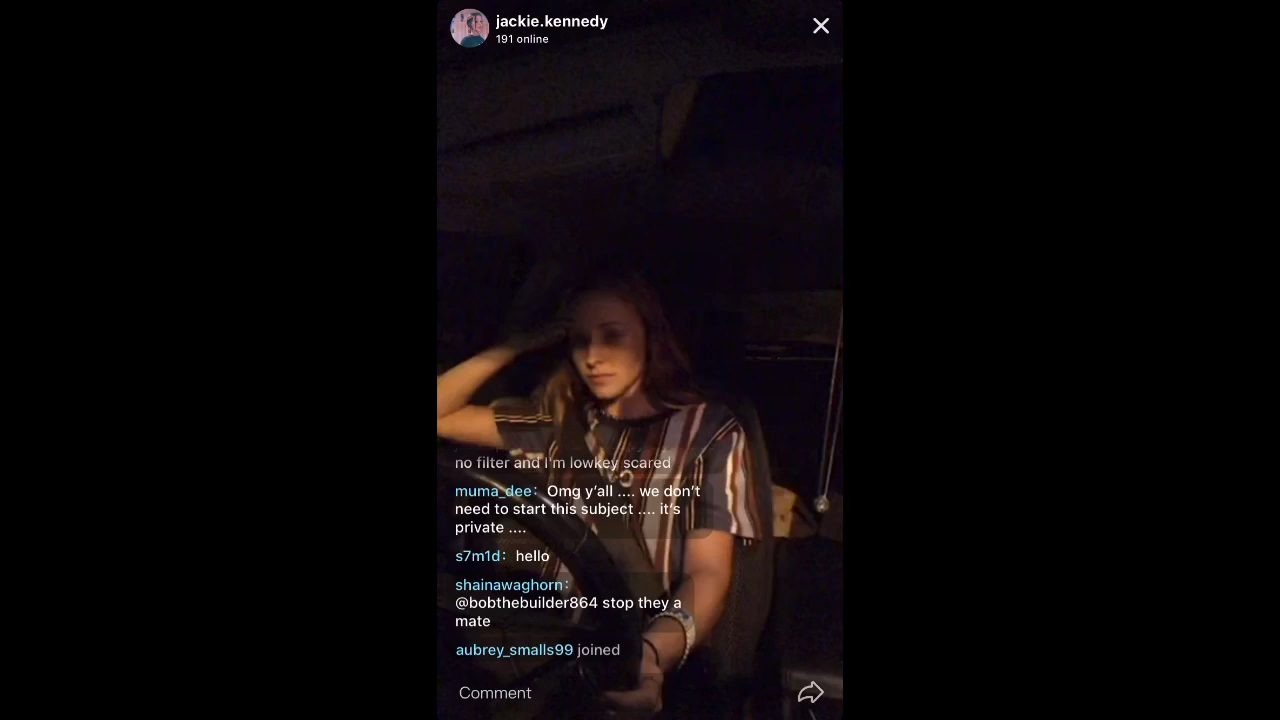 jackie.kennedy
191 online
no filter and I'm lowkey scared
muma_dee: Omg y'all .... we don't
need to start this subject .... it's
private ....
s7m1d: hello
shainawaghorn:
@bobthebuilder864 stop they a
mate
aubrey_smalls99 joined
Comment